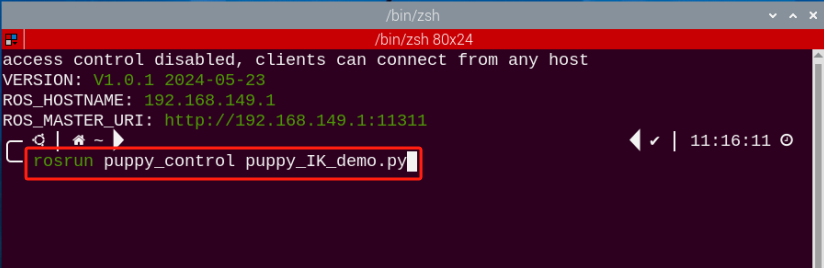 /bin/zsh
/bin/zsh 80x24
access control disabled, clients can connect from any host
VERSION: V1.0.1 2024-05-23
ROS_HOSTNAME: 192.168.149.1
ROS_MASTER_URI: http://192.168.149.1:11311
~ ✔ | 11:16:11
rosrun puppy_control puppy_IK_demo.py